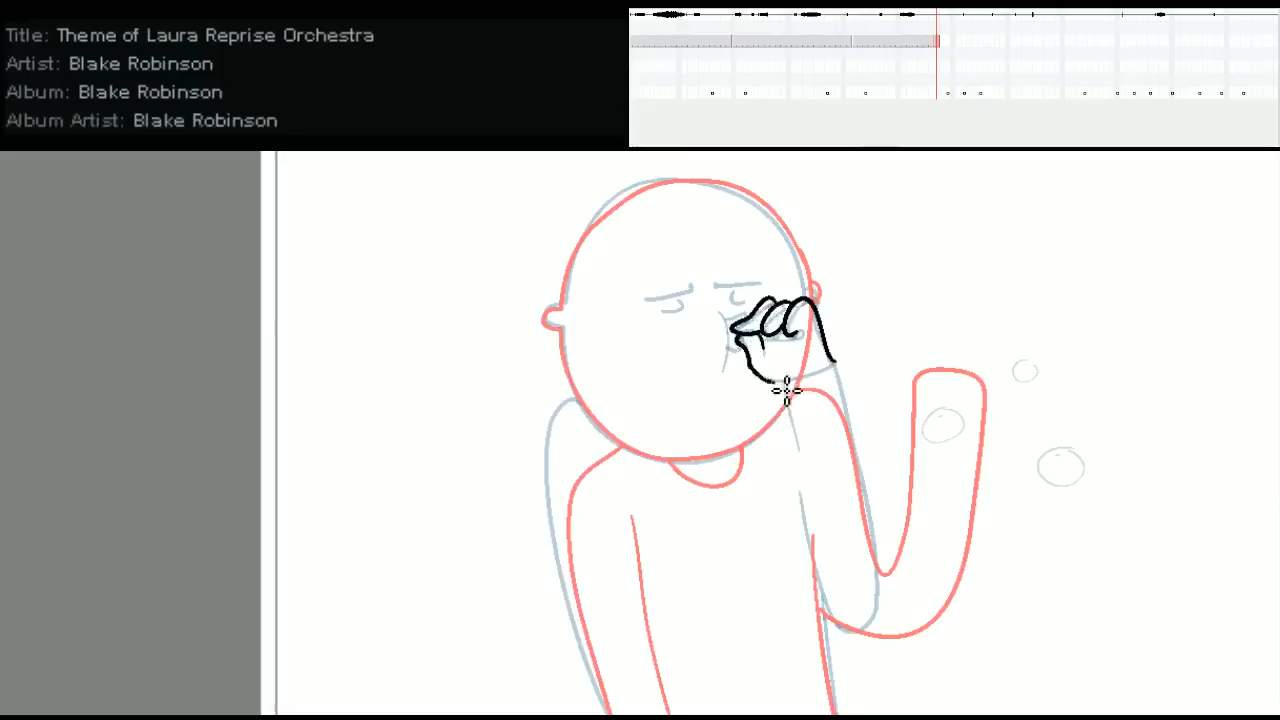 Title: Theme of Laura Reprise Orchestra
Artist: Blake Robinson
Album: Blake Robinson
Album Artist: Blake Robinson